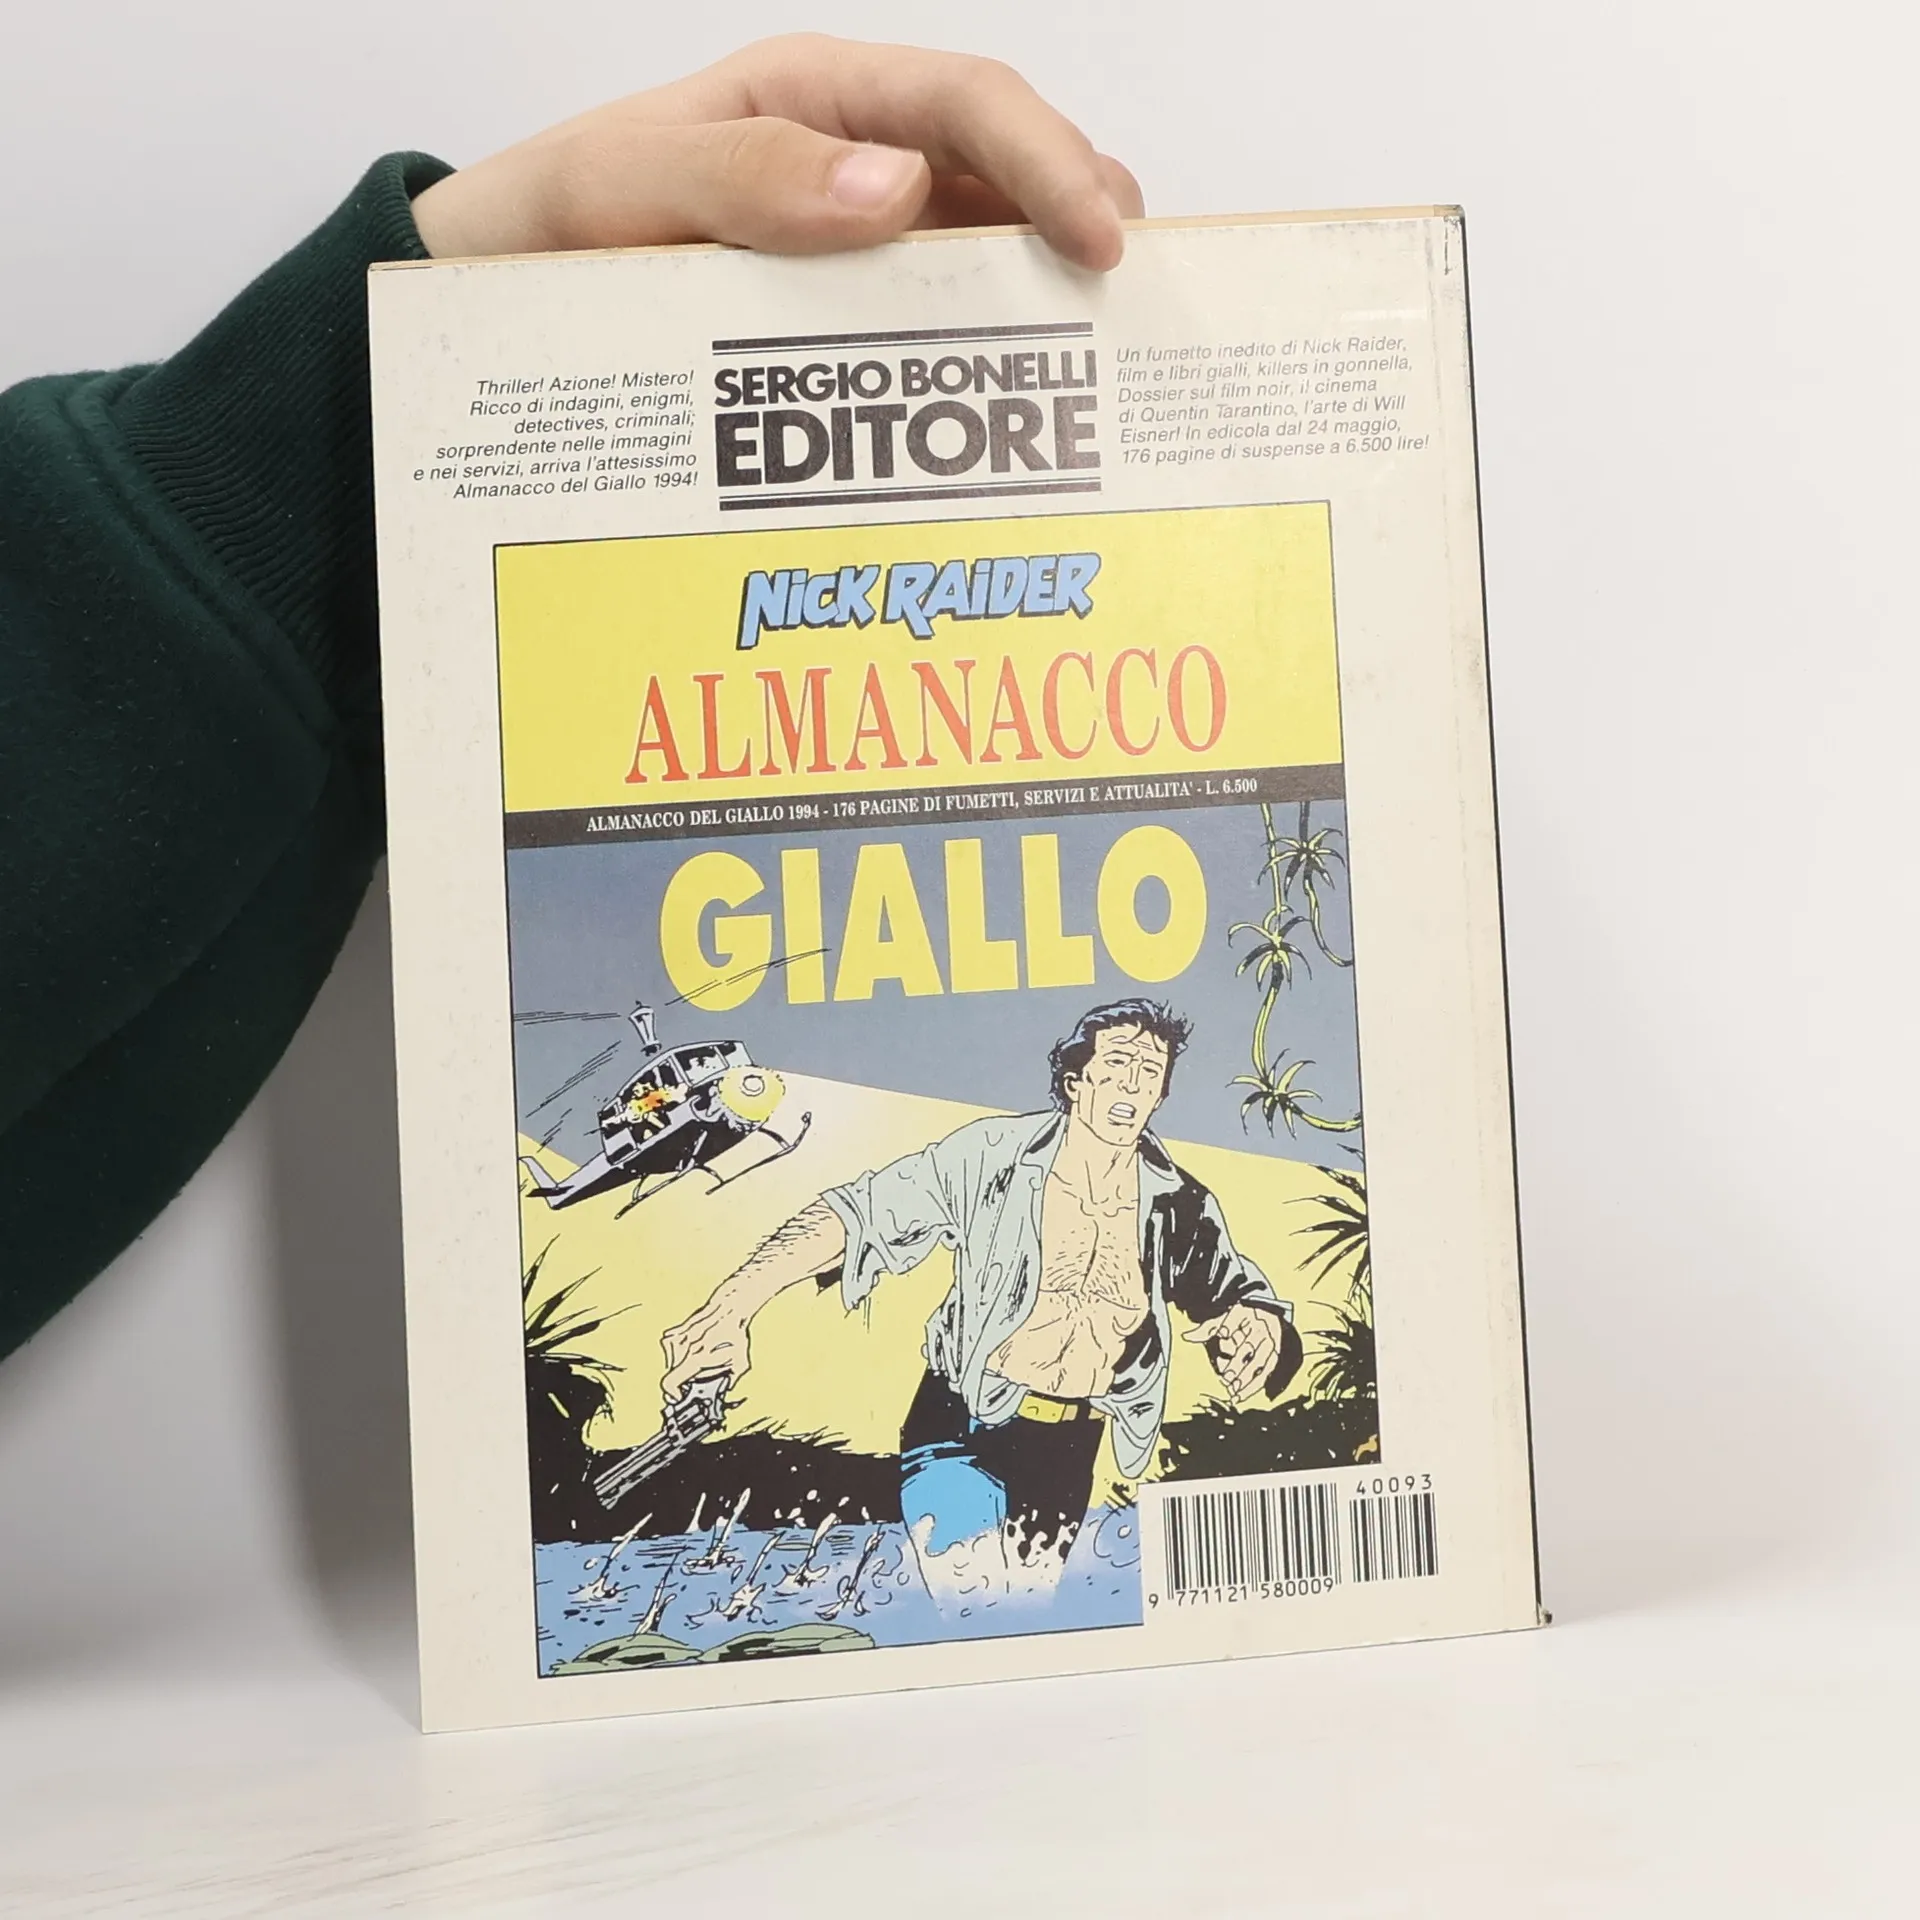 Thriller! Azione! Mistero!
Ricco di indagini, enigmi,
detectives, criminali;
sorprendente nelle immagini
e nei servizi, arriva l'attesissimo
Almanacco del Giallo 1994!
SERGIO BONELLI
EDITORE
Un fumetto inedito di Nick Raider,
film e libri gialli, killers in gonnella,
Dossier sui film noir, il cinema
di Quentin Tarantino, l'arte di Will
Eisner! In edicola dal 24 maggio,
176 pagine di suspense a 6.500 lire!
NICK RAIDER
ALMANACCO
ALMANACCO DEL GIALLO 1994 - 176 PAGINE DI FUMETTI, SERVIZI E ATTUALITA' - L. 6.500
GIALLO
40093
9 771121 580009